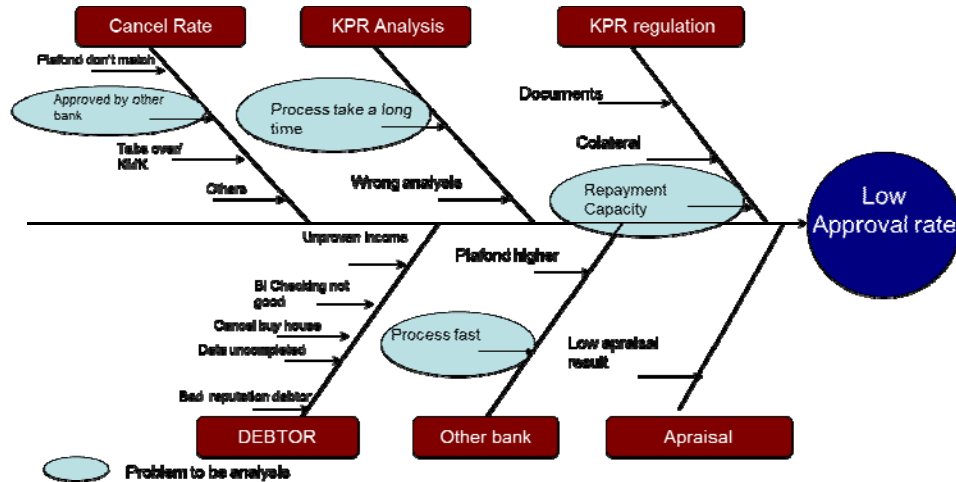 Cancel Rate
KPR Analysis
KPR regulation
Plafond don't match
Approved by other
bank
Take over/
KMK
Others
Process take a long
time
Wrong analysis
Documents
Colateral
Repayment
Capacity
Low
Approval rate
Unproven income
BI Checking not
good
Cancel buy house
Data uncompleted
Bad reputation debtor
Plafond higher
Process fast
Low apraisal
result
DEBTOR
Other bank
Apraisal
Problem to be analysis